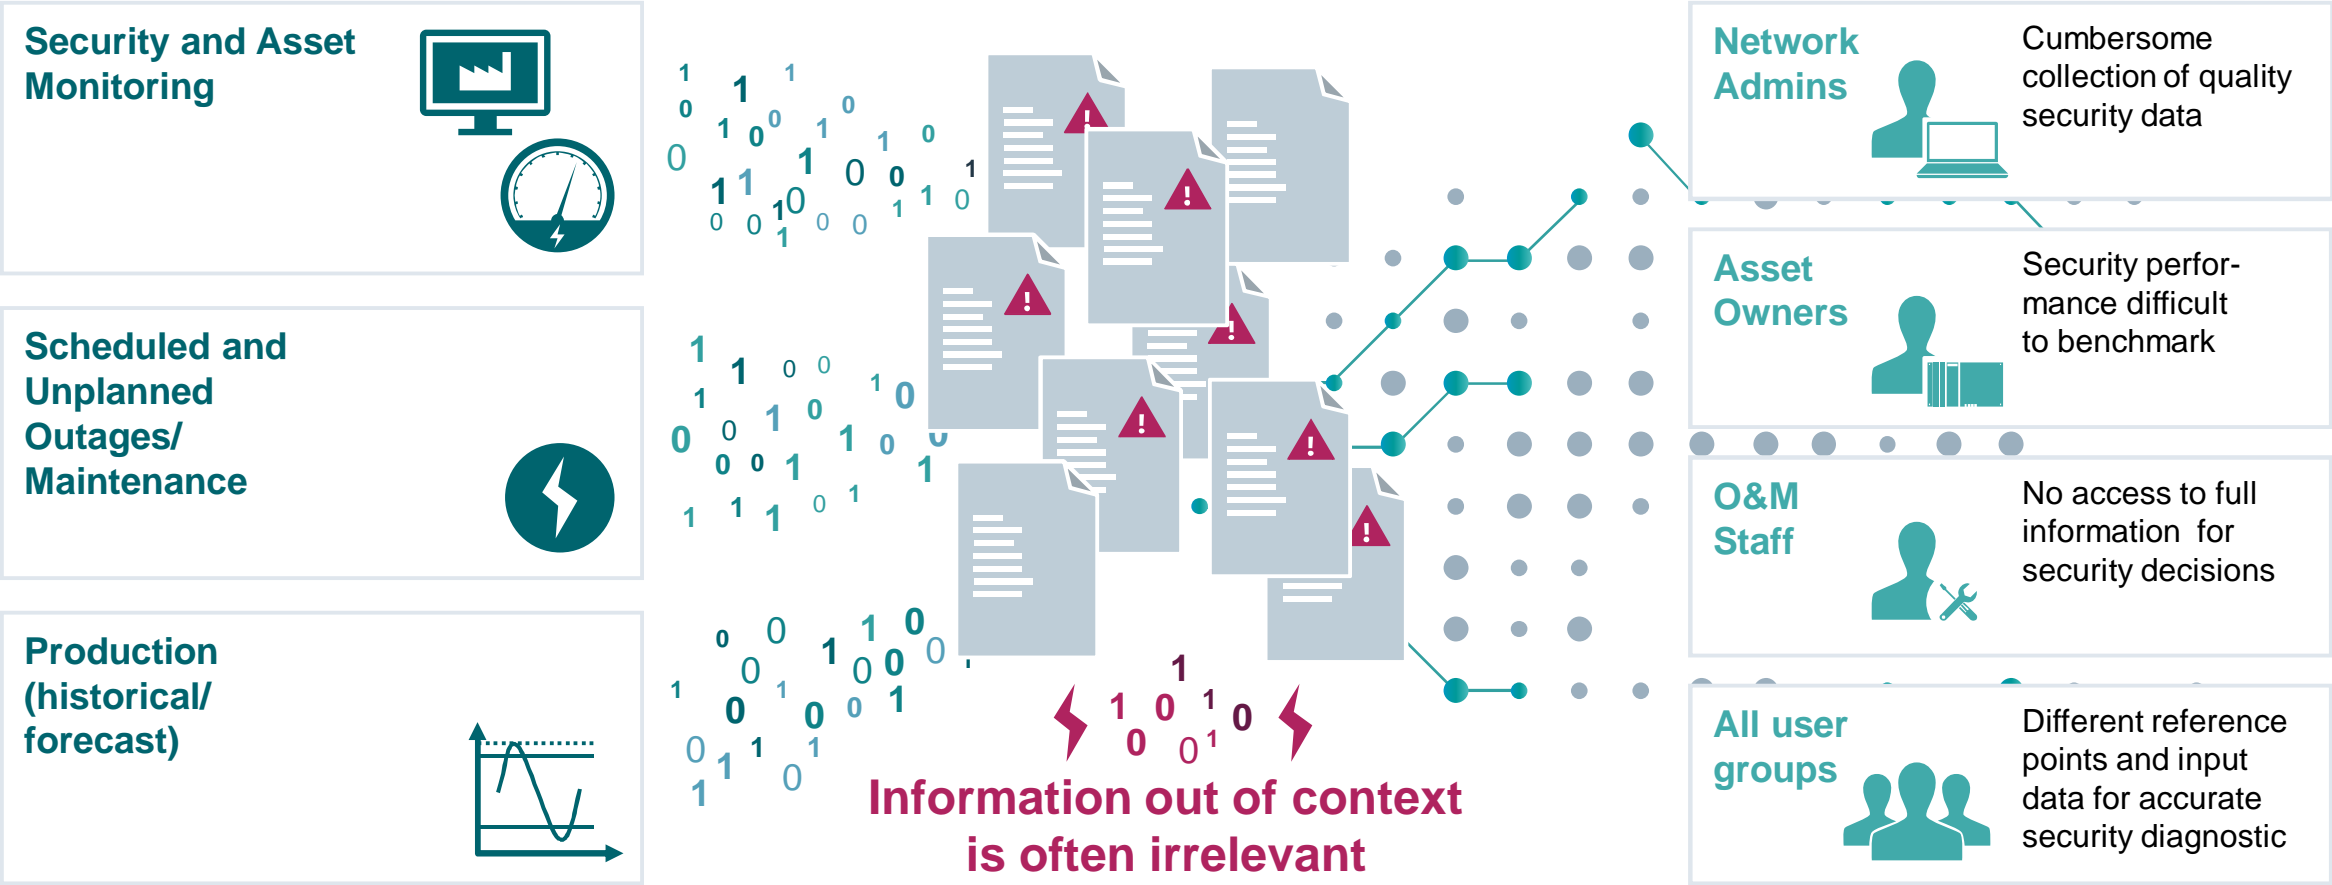 Security and Asset
Monitoring
Scheduled and
Unplanned
Outages/
Maintenance
Production
(historical/
forecast)
Information out of context
is often irrelevant
Network
Admins
Cumbersome
collection of quality
security data
Asset
Owners
Security perfor-
mance difficult
to benchmark
O&M
Staff
No access to full
information  for
security decisions
All user
groups
Different reference
points and input
data for accurate
security diagnostic